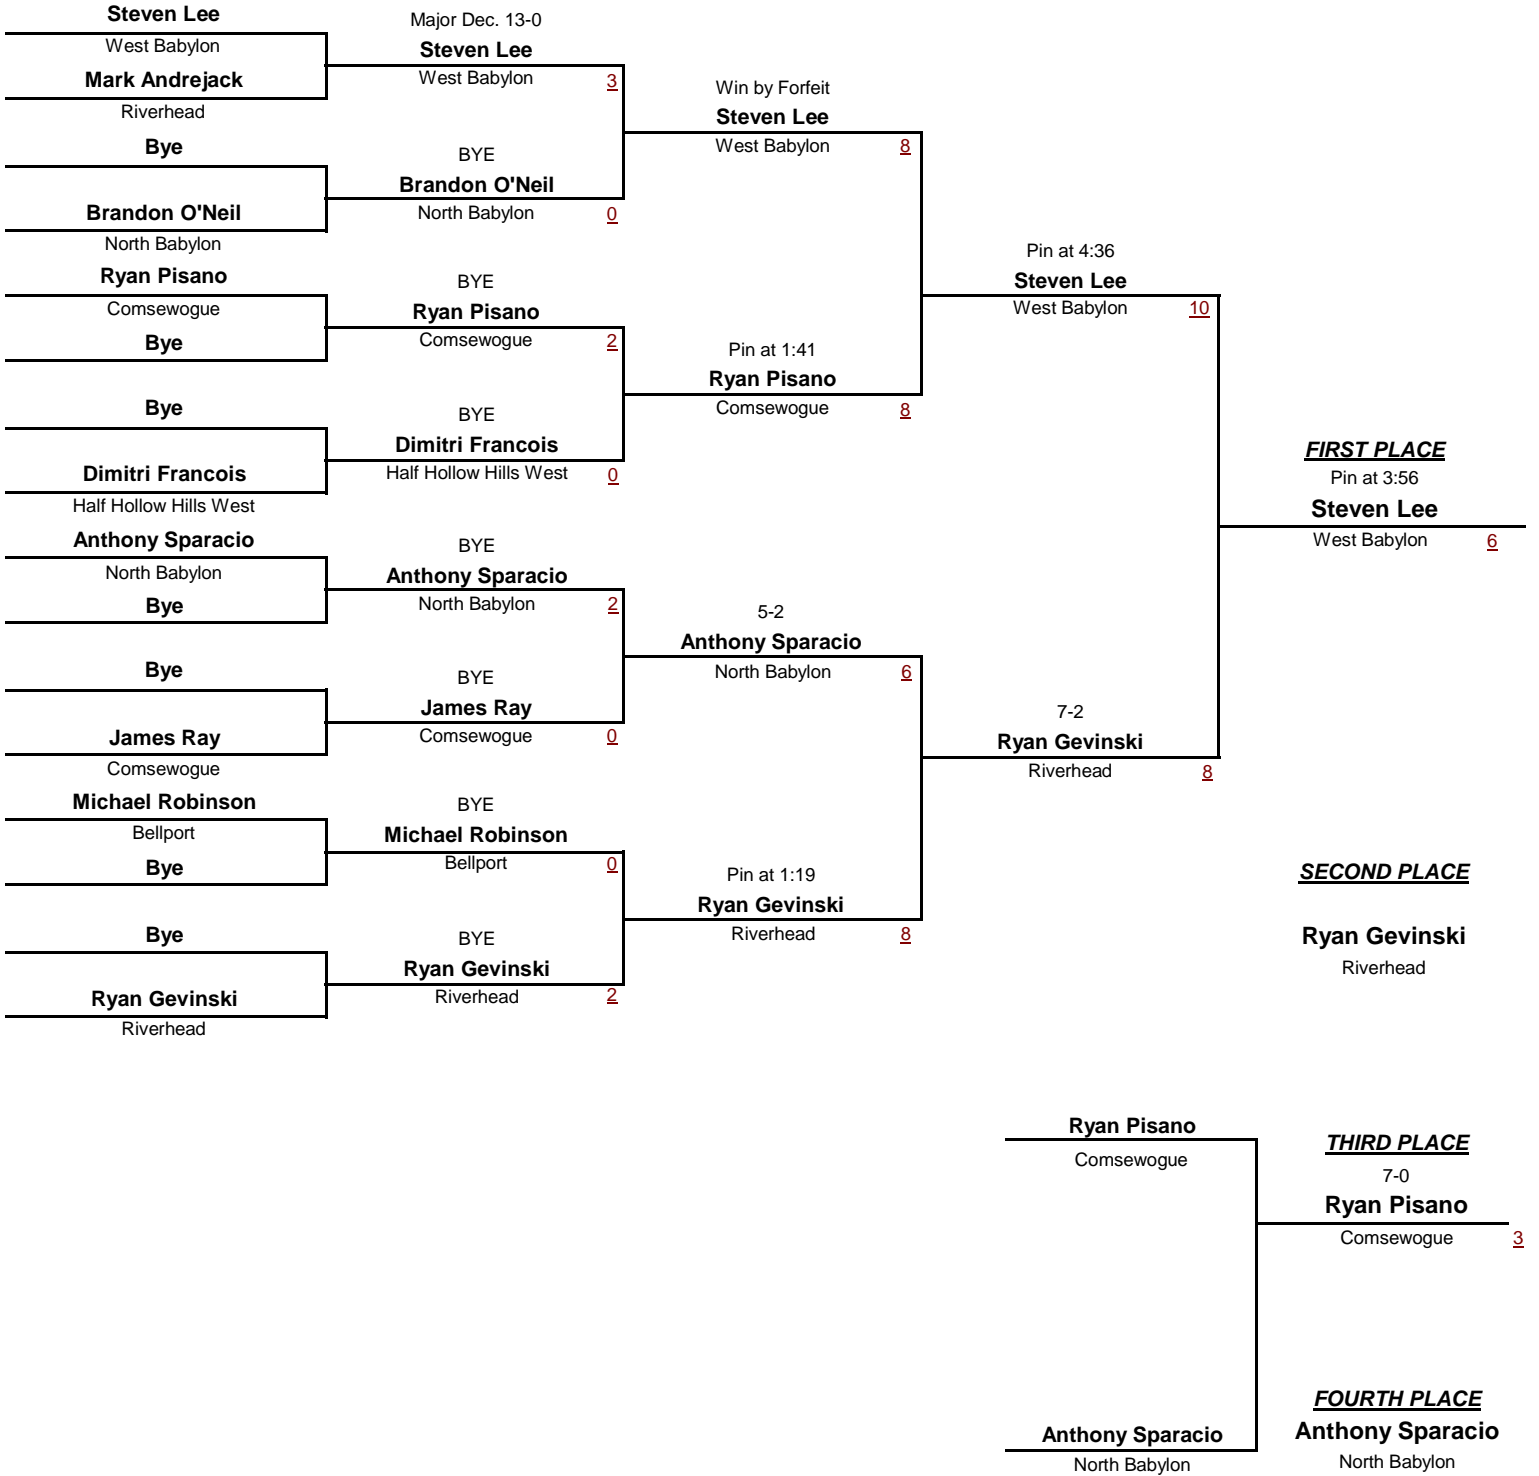 Steven Lee
West Babylon
Mark Andrejack
Riverhead
Bye
Brandon O'Neil
North Babylon
Ryan Pisano
Comsewogue
Bye
Bye
Dimitri Francois
Half Hollow Hills West
Anthony Sparacio
North Babylon
Bye
Bye
James Ray
Comsewogue
Michael Robinson
Bellport
Bye
Bye
Ryan Gevinski
Riverhead
Major Dec. 13-0
Steven Lee
West Babylon 3
BYE
Brandon O'Neil
North Babylon 0
BYE
Ryan Pisano
Comsewogue 2
BYE
Dimitri Francois
Half Hollow Hills West 0
BYE
Anthony Sparacio
North Babylon 2
BYE
James Ray
Comsewogue 0
BYE
Michael Robinson
Bellport 0
BYE
Ryan Gevinski
Riverhead 2
Win by Forfeit
Steven Lee
West Babylon 8
Pin at 1:41
Ryan Pisano
Comsewogue 8
5-2
Anthony Sparacio
North Babylon 6
Pin at 1:19
Ryan Gevinski
Riverhead 8
Pin at 4:36
Steven Lee
West Babylon 10
7-2
Ryan Gevinski
Riverhead 8
FIRST PLACE
Pin at 3:56
Steven Lee
West Babylon 6
SECOND PLACE
Ryan Gevinski
Riverhead
Ryan Pisano
Comsewogue
Anthony Sparacio
North Babylon
THIRD PLACE
7-0
Ryan Pisano
Comsewogue 3
FOURTH PLACE
Anthony Sparacio
North Babylon